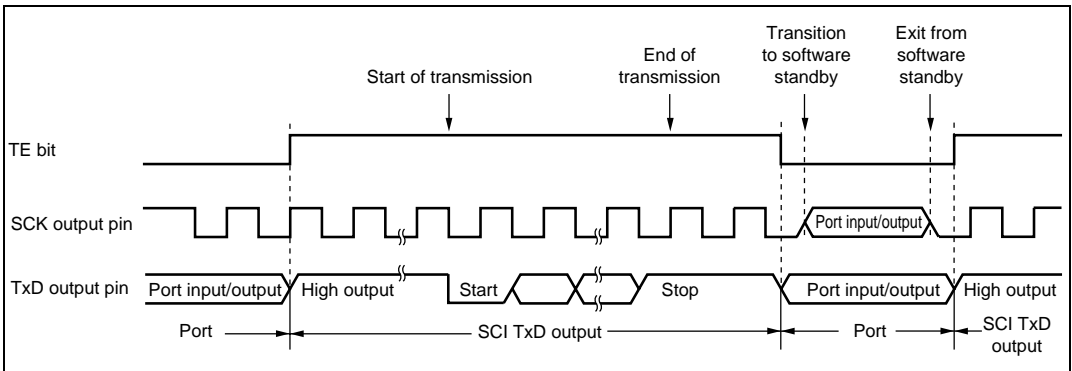 Transition
to software
standby
Exit from
software
standby
End of
transmission
Start of transmission
TE bit
SCK output pin
Port input/output
TxD output pin
Port input/output
High output
Start
Stop
Port input/output
High output
Port
SCI TxD output
Port
SCI TxD
output